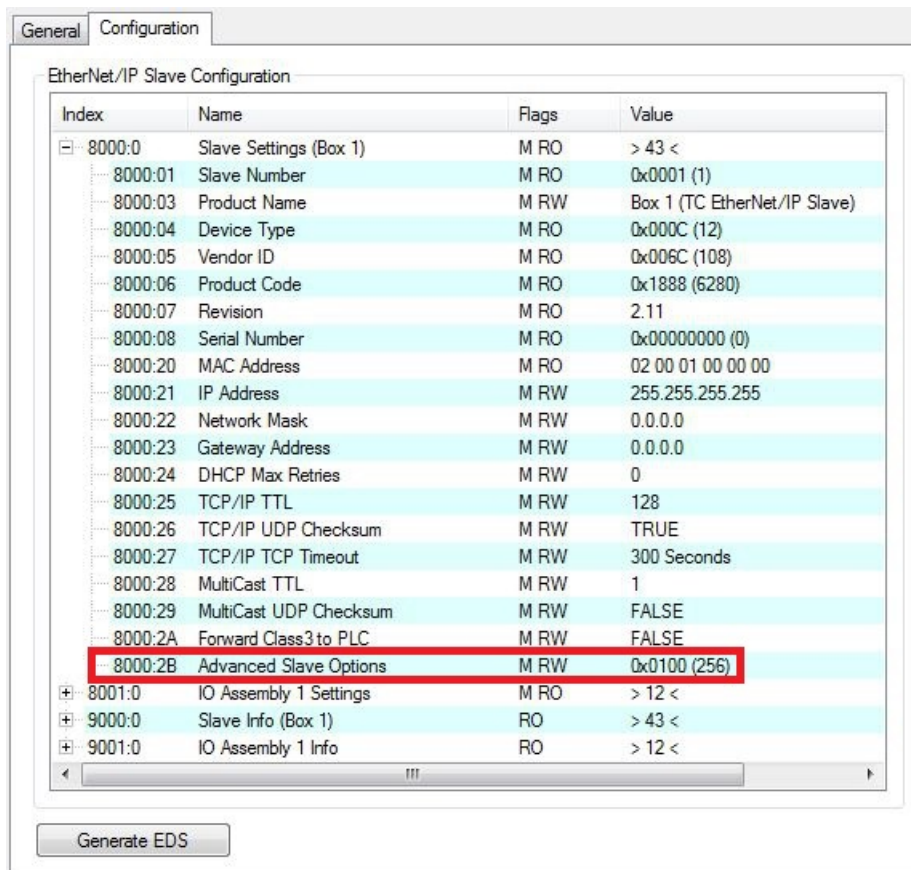 General Configuration
EtherNet/IP Slave Configuration
Index Name Flags Value
8000:0 Slave Settings (Box 1) M RO > 43 <
8000:01 Slave Number M RO 0x0001 (1)
8000:03 Product Name M RW Box 1 (TC EtherNet/IP Slave)
8000:04 Device Type M RO 0x000C (12)
8000:05 Vendor ID M RO 0x006C (108)
8000:06 Product Code M RO 0x1888 (6280)
8000:07 Revision M RO 2.11
8000:08 Serial Number M RO 0x00000000 (0)
8000:20 MAC Address M RO 02 00 01 00 00 00
8000:21 IP Address M RW 255.255.255.255
8000:22 Network Mask M RW 0.0.0.0
8000:23 Gateway Address M RW 0.0.0.0
8000:24 DHCP Max Retries M RW 0
8000:25 TCP/IP TTL M RW 128
8000:26 TCP/IP UDP Checksum M RW TRUE
8000:27 TCP/IP TCP Timeout M RW 300 Seconds
8000:28 MultiCast TTL M RW 1
8000:29 MultiCast UDP Checksum M RW FALSE
8000:2A Forward Class3 to PLC M RW FALSE
8000:2B Advanced Slave Options M RW 0x0100 (256)
8001:0 IO Assembly 1 Settings M RO > 12 <
9000:0 Slave Info (Box 1) RO > 43 <
9001:0 IO Assembly 1 Info RO > 12 <
Generate EDS